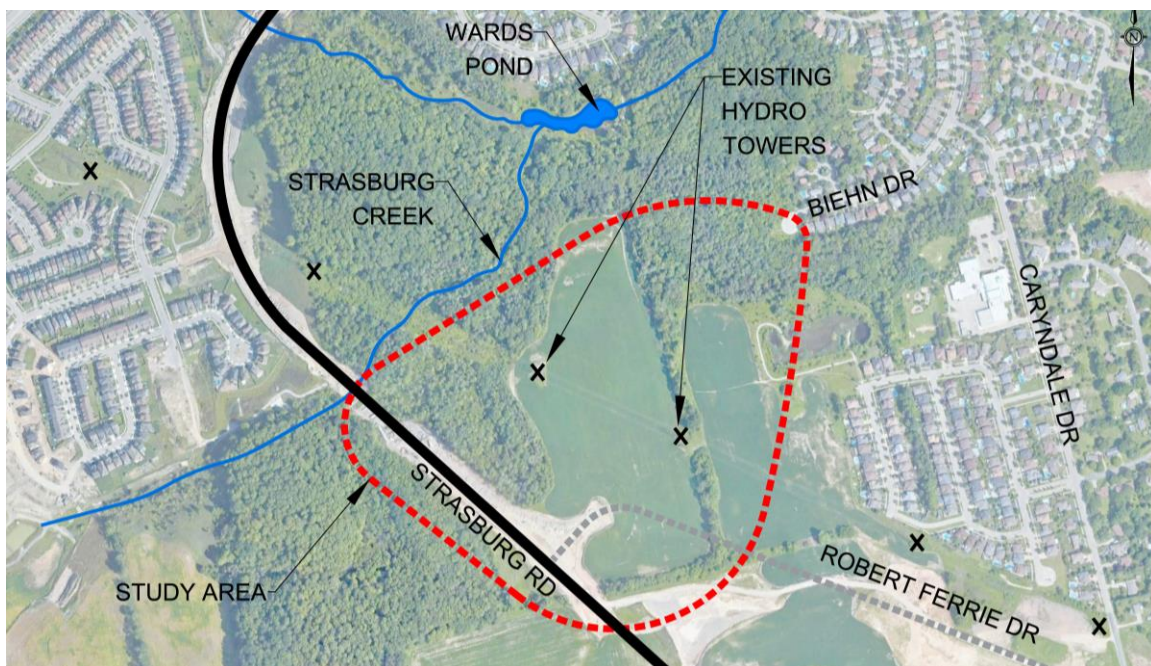 WARDS
POND
EXISTING
HYDRO
TOWERS
N
STRASBURG
CREEK
BIEHN DR
CARYNDALE DR
STRASBURG RD
STUDY AREA
ROBERT FERRIE DR